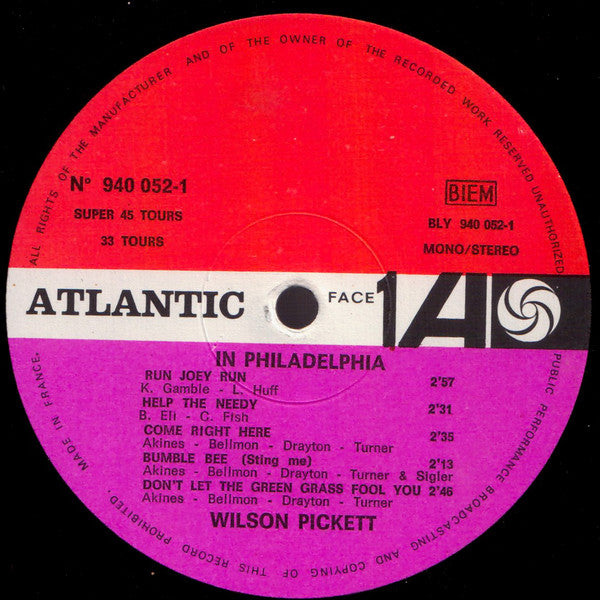 ALL RIGHTS OF THE MANUFACTURER AND OF THE OWNER OF THE RECORDED WORK RESERVED UNAUTHORIZED
PUBLIC PERFORMANCE BROADCASTING AND COPYING OF THIS RECORD PROHIBITED. MADE IN FRANCE.
N° 940 052-1
SUPER 45 TOURS
33 TOURS
BIEM
BLY 940 052-1
MONO/STEREO
ATLANTIC
FACE 1
A
IN PHILADELPHIA
RUN JOEY RUN 2'57
K. Gamble - L. Huff
HELP THE NEEDY 2'31
B. Eli - C. Fish
COME RIGHT HERE 2'35
Akines - Bellmon - Drayton - Turner
BUMBLE BEE (Sting me) 2'13
Akines - Bellmon - Drayton - Turner & Sigler
DON'T LET THE GREEN GRASS FOOL YOU 2'46
Akines - Bellmon - Drayton - Turner
WILSON PICKETT